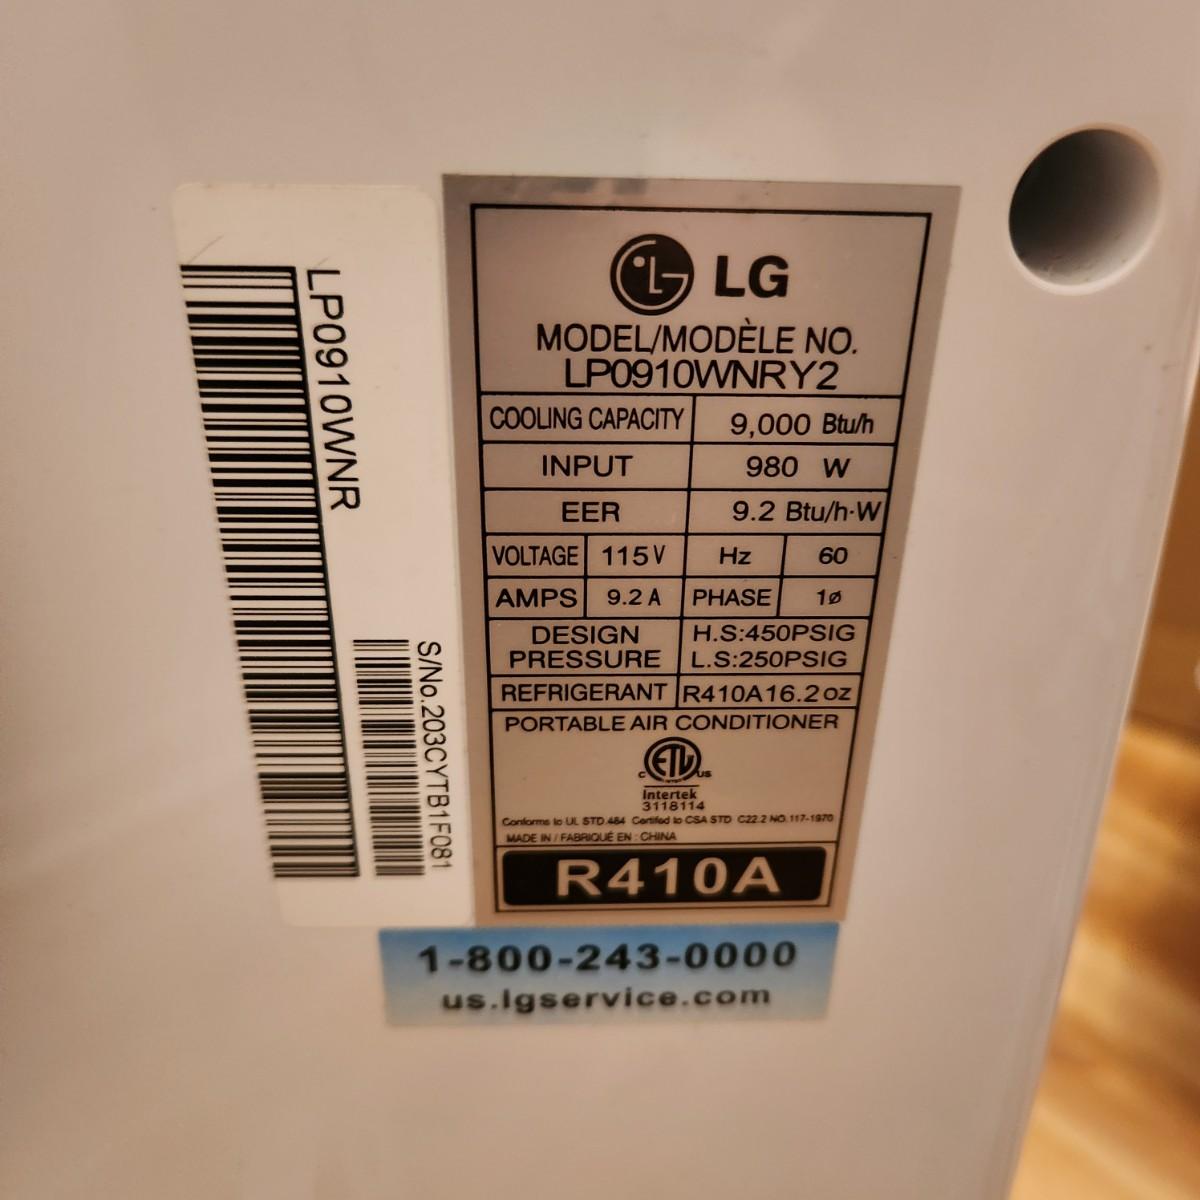 LP0910WNR
S/No.203CYTB1F081
LG
MODEL/MODÈLE NO.
LP0910WNRY2
COOLING CAPACITY 9,000 Btu/h
INPUT 980 W
EER 9.2 Btu/h·W
VOLTAGE 115V Hz 60
AMPS 9.2 A PHASE 1ø
DESIGN PRESSURE H.S:450PSIG
L.S:250PSIG
REFRIGERANT R410A16.2oz
PORTABLE AIR CONDITIONER
C ETL US
Intertek
3118114
Conforms to UL STD.484 Certified to CSA STD C22.2 NO.117-1970
MADE IN / FABRIQUÉ EN : CHINA
R410A
1-800-243-0000
us.lgservice.com